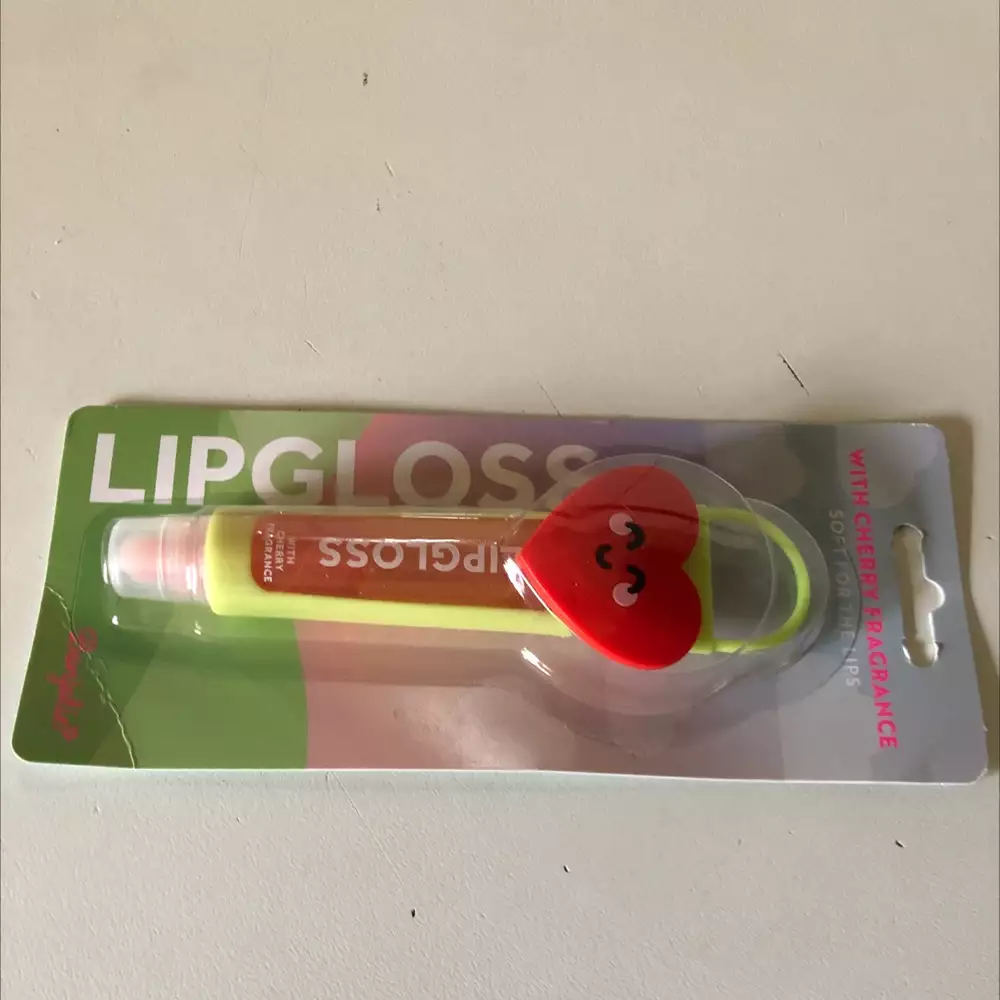 LIPGLOSS
WITH CHERRY FRAGRANCE
SOFT FOR THE LIPS
LIPGLOSS
WITH
CHERRY
FRAGRANCE